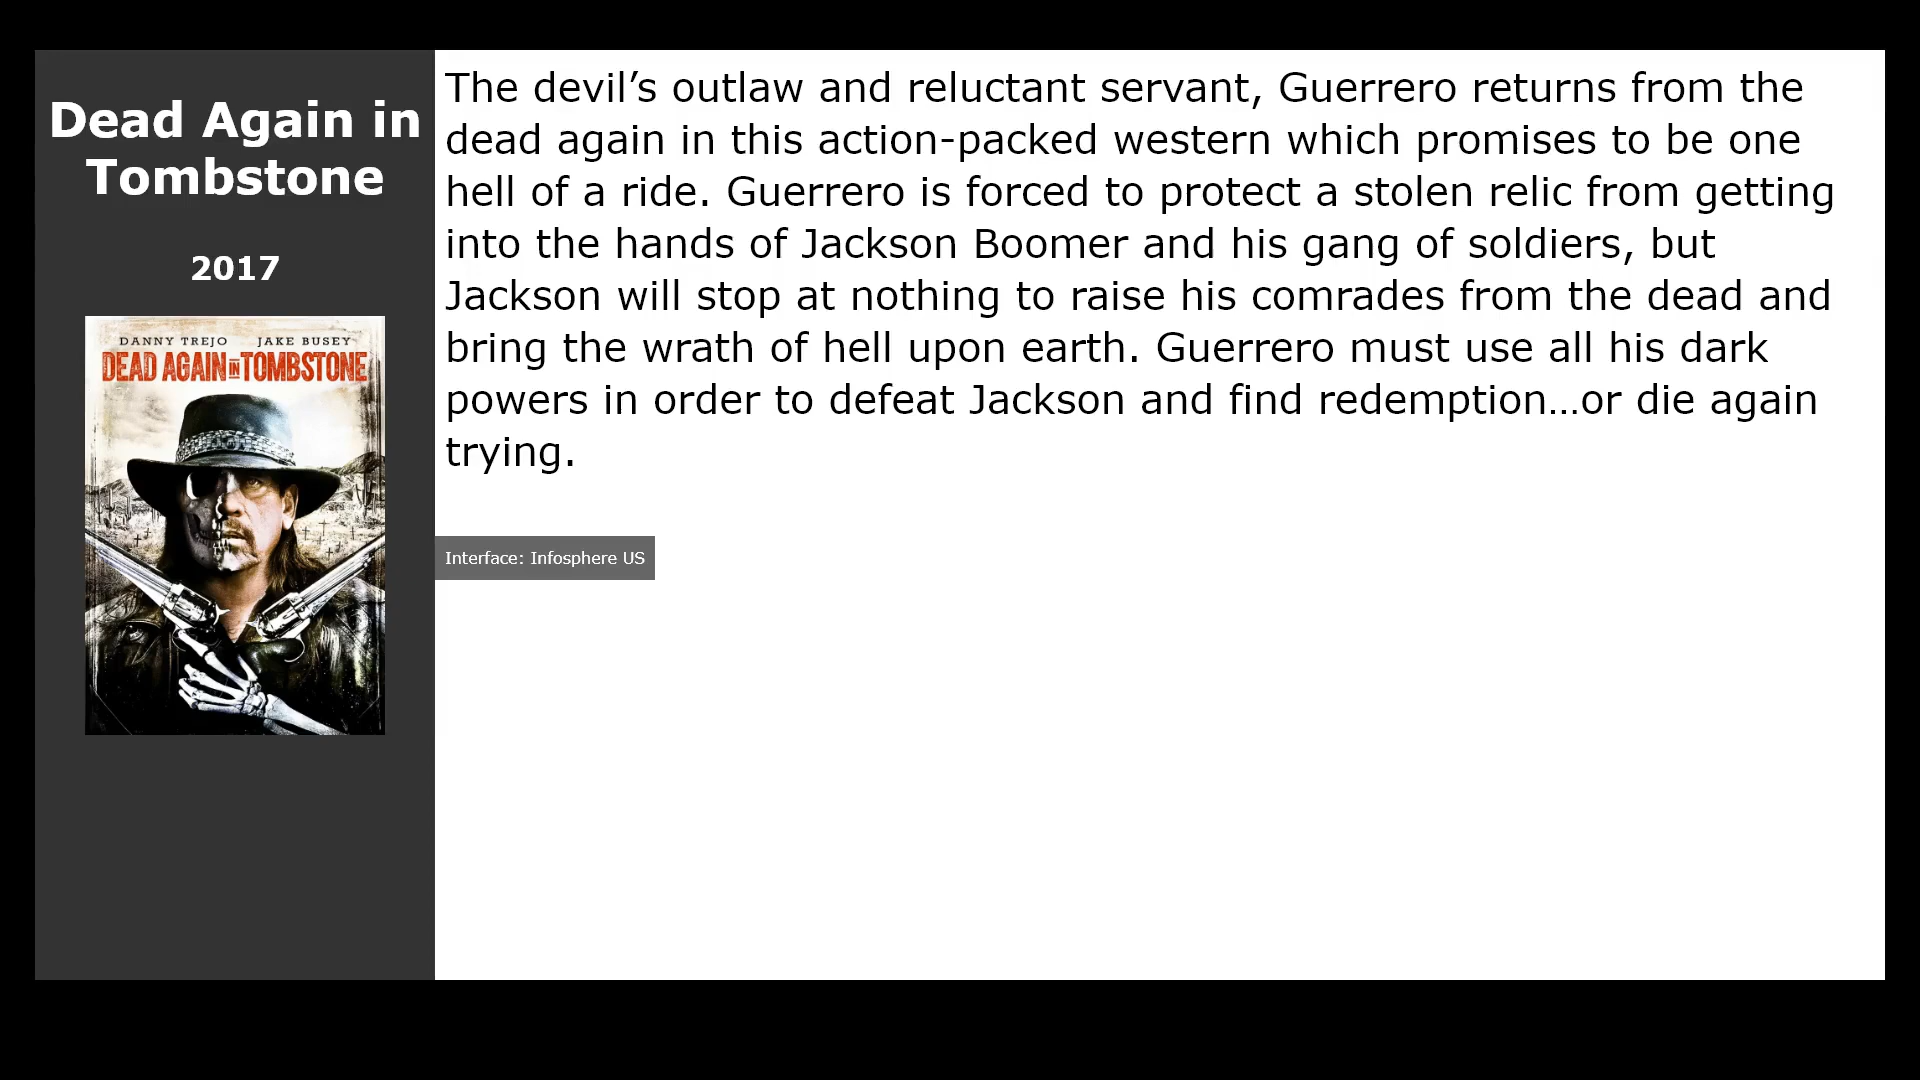 Dead Again in
Tombstone
2017
DANNY TREJO JAKE BUSEY
DEAD AGAIN IN TOMBSTONE
The devil’s outlaw and reluctant servant, Guerrero returns from the
dead again in this action-packed western which promises to be one
hell of a ride. Guerrero is forced to protect a stolen relic from getting
into the hands of Jackson Boomer and his gang of soldiers, but
Jackson will stop at nothing to raise his comrades from the dead and
bring the wrath of hell upon earth. Guerrero must use all his dark
powers in order to defeat Jackson and find redemption…or die again
trying.
Interface: Infosphere US